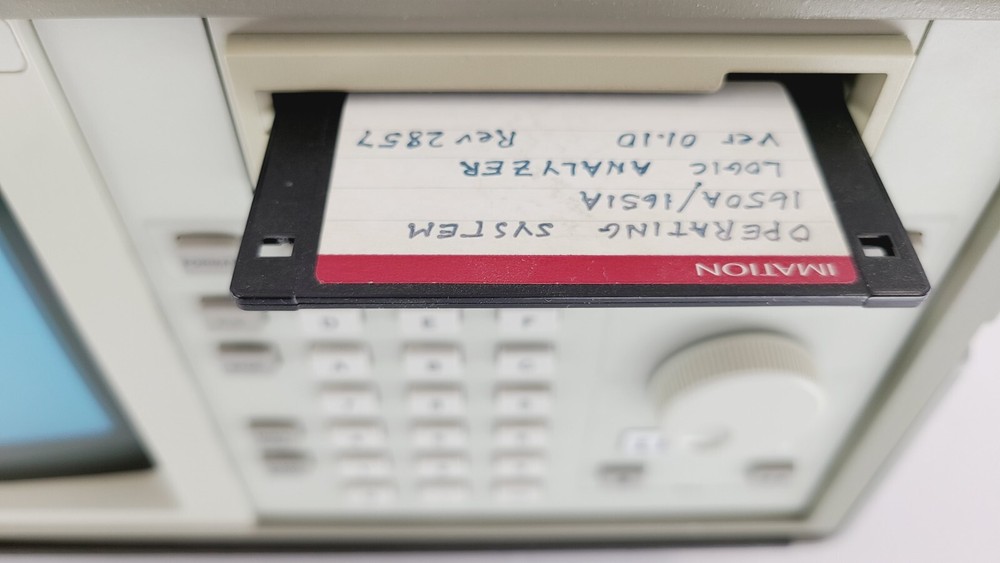 IMATION
OPERATING SYSTEM
1650A/1651A
LOGIC ANALYZER
Ver 01.10 Rev 2857
D E F
A B C